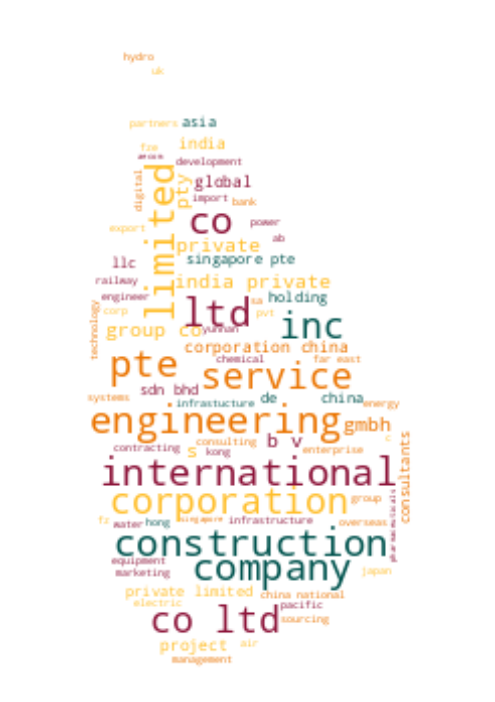 hydro
uk
partners asia
fze india
aecom development
digital limited pty global
import bank
export co power
private ab
llc singapore pte
railway india private
engineer sa holding
technology corp ltd pvt inc
group co yunnan
corporation china
pte chemical far east
service
systems sdn bhd de china energy
infrastucture
engineering gmbh
consulting b v c
contracting s kong enterprise consultants
international
corporation group pharmaceuticals
fz water hong singapore infrastructure overseas
construction
equipment company
marketing japan
private limited china national
electric pacific
co ltd sourcing
project air
management